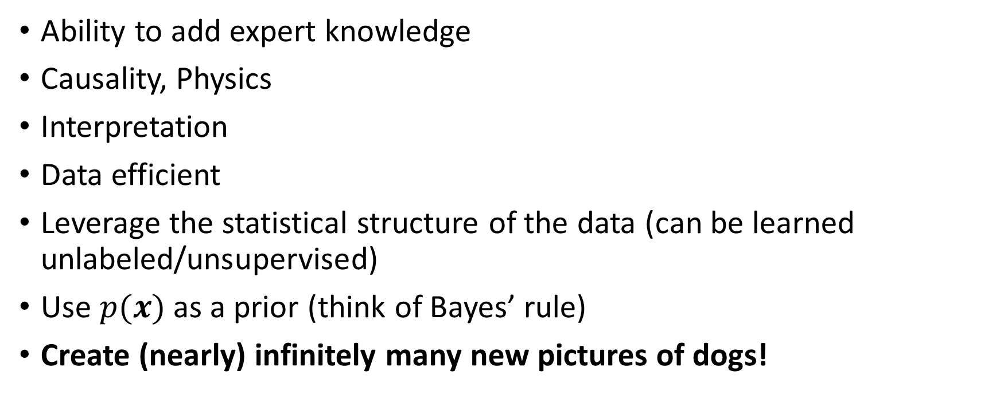 • Ability to add expert knowledge
• Causality, Physics
• Interpretation
• Data efficient
• Leverage the statistical structure of the data (can be learned
unlabeled/unsupervised)
• Use p(x) as a prior (think of Bayes’ rule)
• Create (nearly) infinitely many new pictures of dogs!